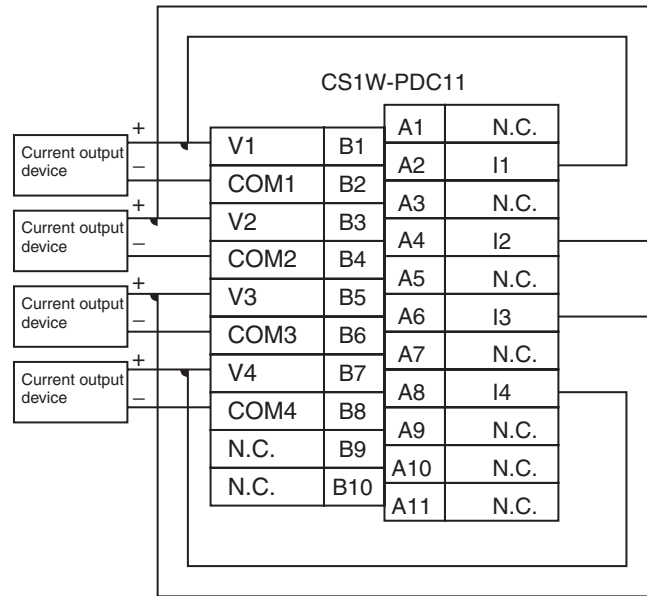 CS1W-PDC11
A1 N.C.
A2 I1
A3 N.C.
A4 I2
A5 N.C.
A6 I3
A7 N.C.
A8 I4
A9 N.C.
A10 N.C.
A11 N.C.
V1 B1
COM1 B2
V2 B3
COM2 B4
V3 B5
COM3 B6
V4 B7
COM4 B8
N.C. B9
N.C. B10
+
Current output
device
–
+
Current output
device
–
+
Current output
device
–
+
Current output
device
–